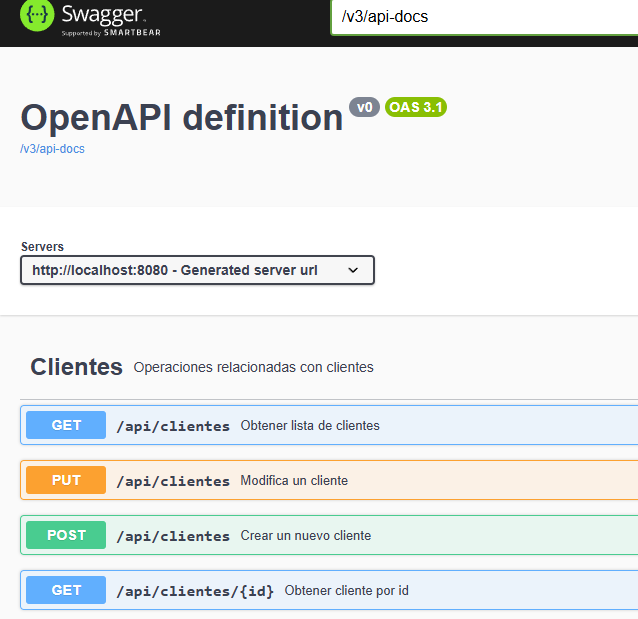 {···} Swagger.
Supported by SMARTBEAR
/v3/api-docs
OpenAPI definition v0 OAS 3.1
/v3/api-docs
Servers
http://localhost:8080 - Generated server url
Clientes Operaciones relacionadas con clientes
GET /api/clientes Obtener lista de clientes
PUT /api/clientes Modifica un cliente
POST /api/clientes Crear un nuevo cliente
GET /api/clientes/{id} Obtener cliente por id